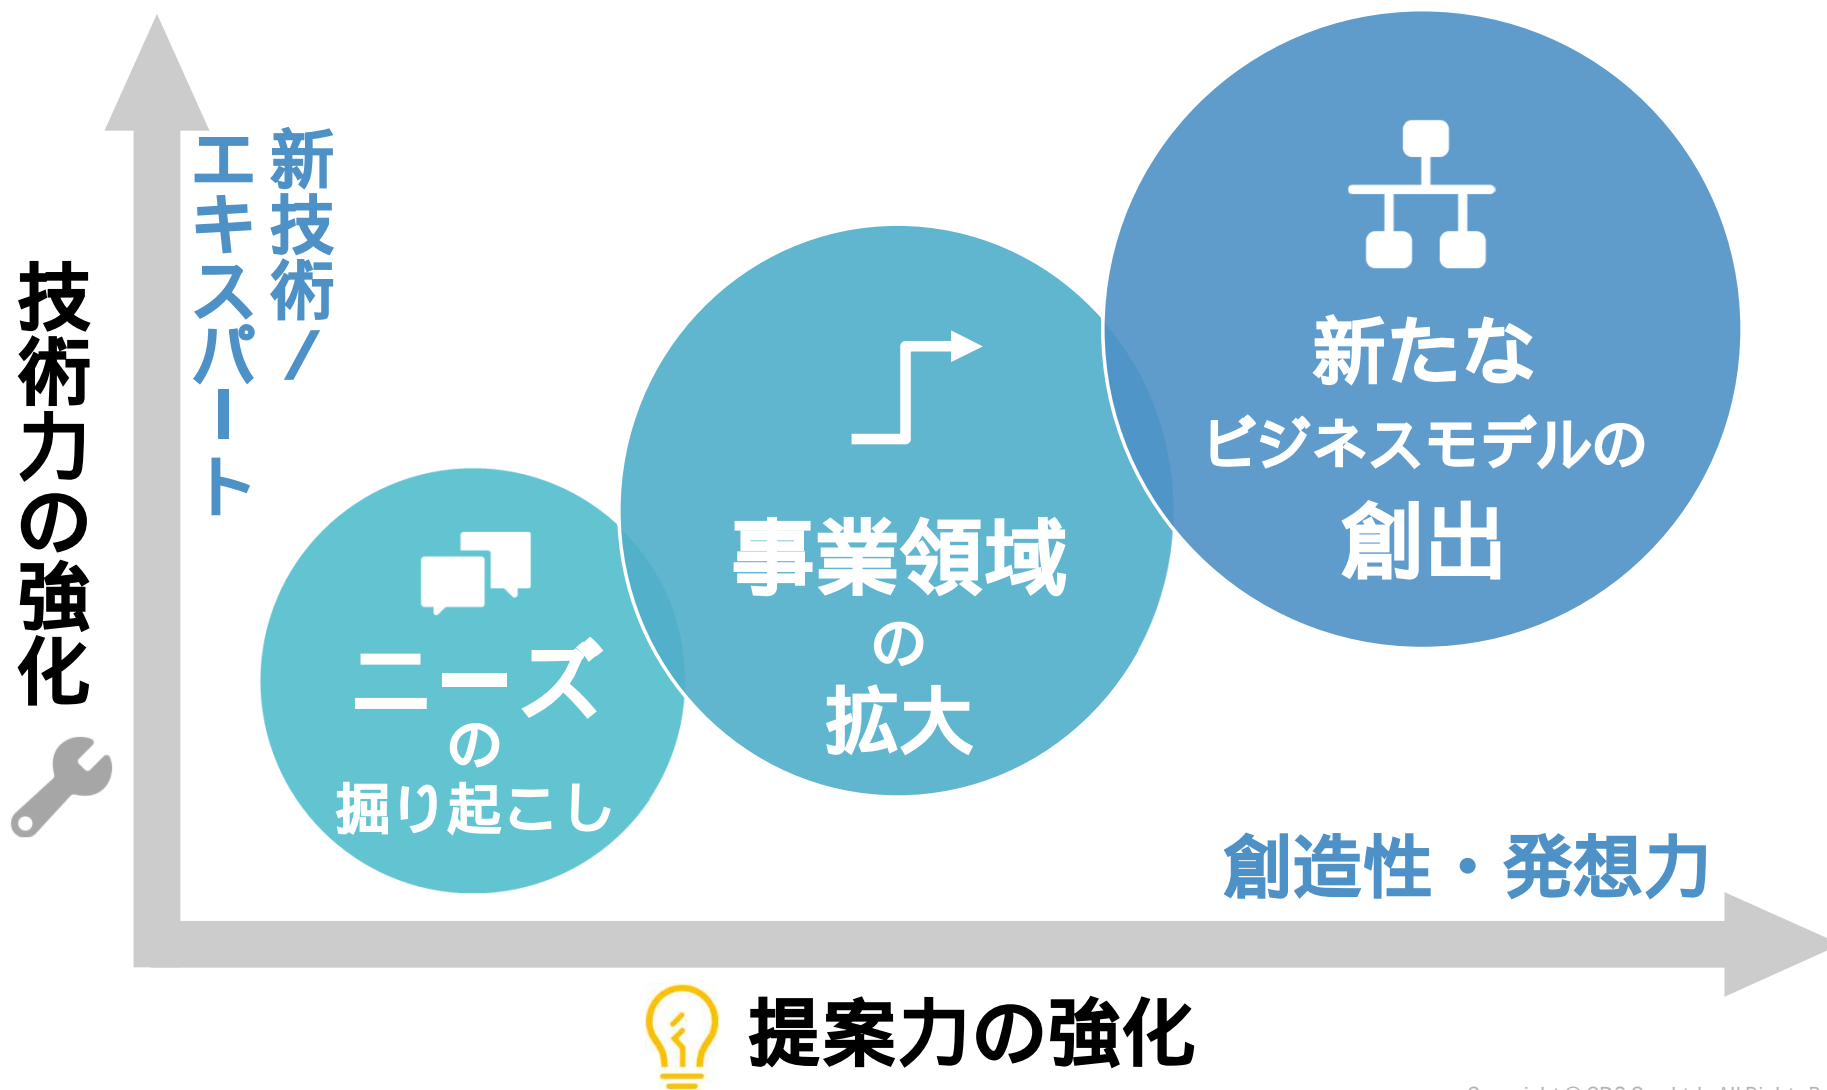 技術力の強化
新技術/
エキスパート
ニーズ
の
掘り起こし
事業領域
の
拡大
新たな
ビジネスモデルの
創出
創造性・発想力
提案力の強化